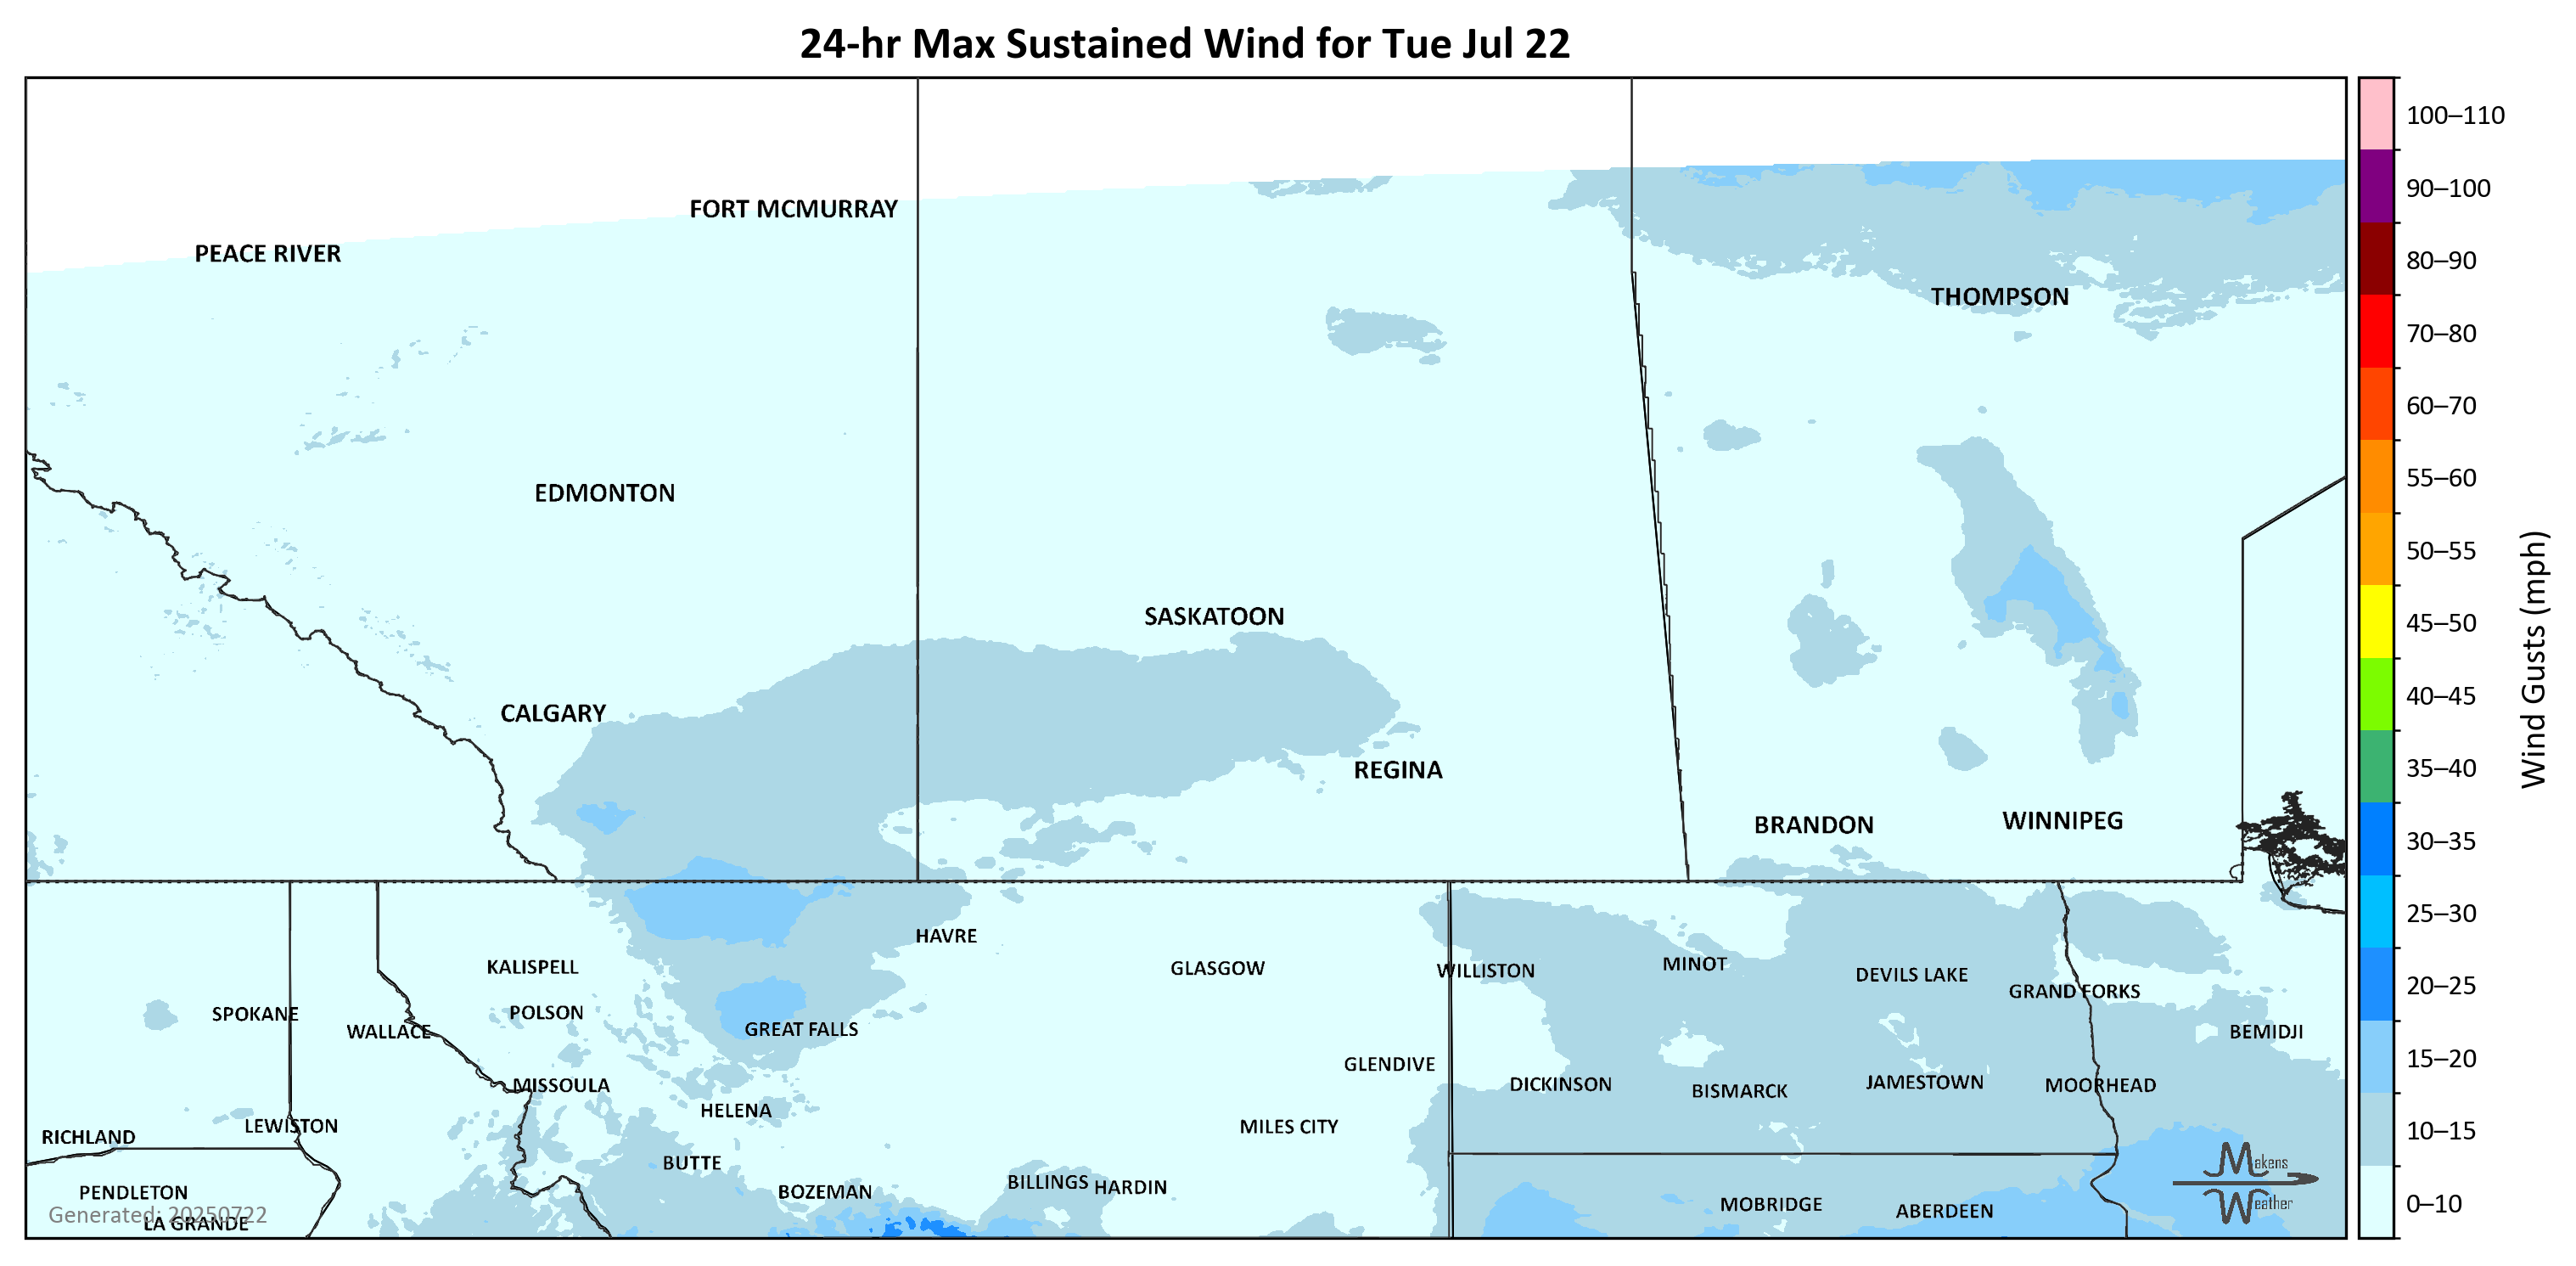 24-hr Max Sustained Wind for Tue Jul 22
100–110
90–100
80–90
70–80
60–70
55–60
50–55
45–50
40–45
35–40
30–35
25–30
20–25
15–20
10–15
0–10
Wind Gusts (mph)
FORT MCMURRAY
PEACE RIVER
THOMPSON
EDMONTON
SASKATOON
CALGARY
REGINA
BRANDON
WINNIPEG
HAVRE
KALISPELL
GLASGOW
WILLISTON
MINOT
DEVILS LAKE
GRAND FORKS
SPOKANE
POLSON
WALLACE
GREAT FALLS
BEMIDJI
GLENDIVE
MISSOULA
DICKINSON
BISMARCK
JAMESTOWN
MOORHEAD
HELENA
LEWISTON
MILES CITY
RICHLAND
BUTTE
BOZEMAN
BILLINGS
HARDIN
PENDLETON
MOBRIDGE
ABERDEEN
Generated: 20250722
LA GRANDE
Makens
Weather